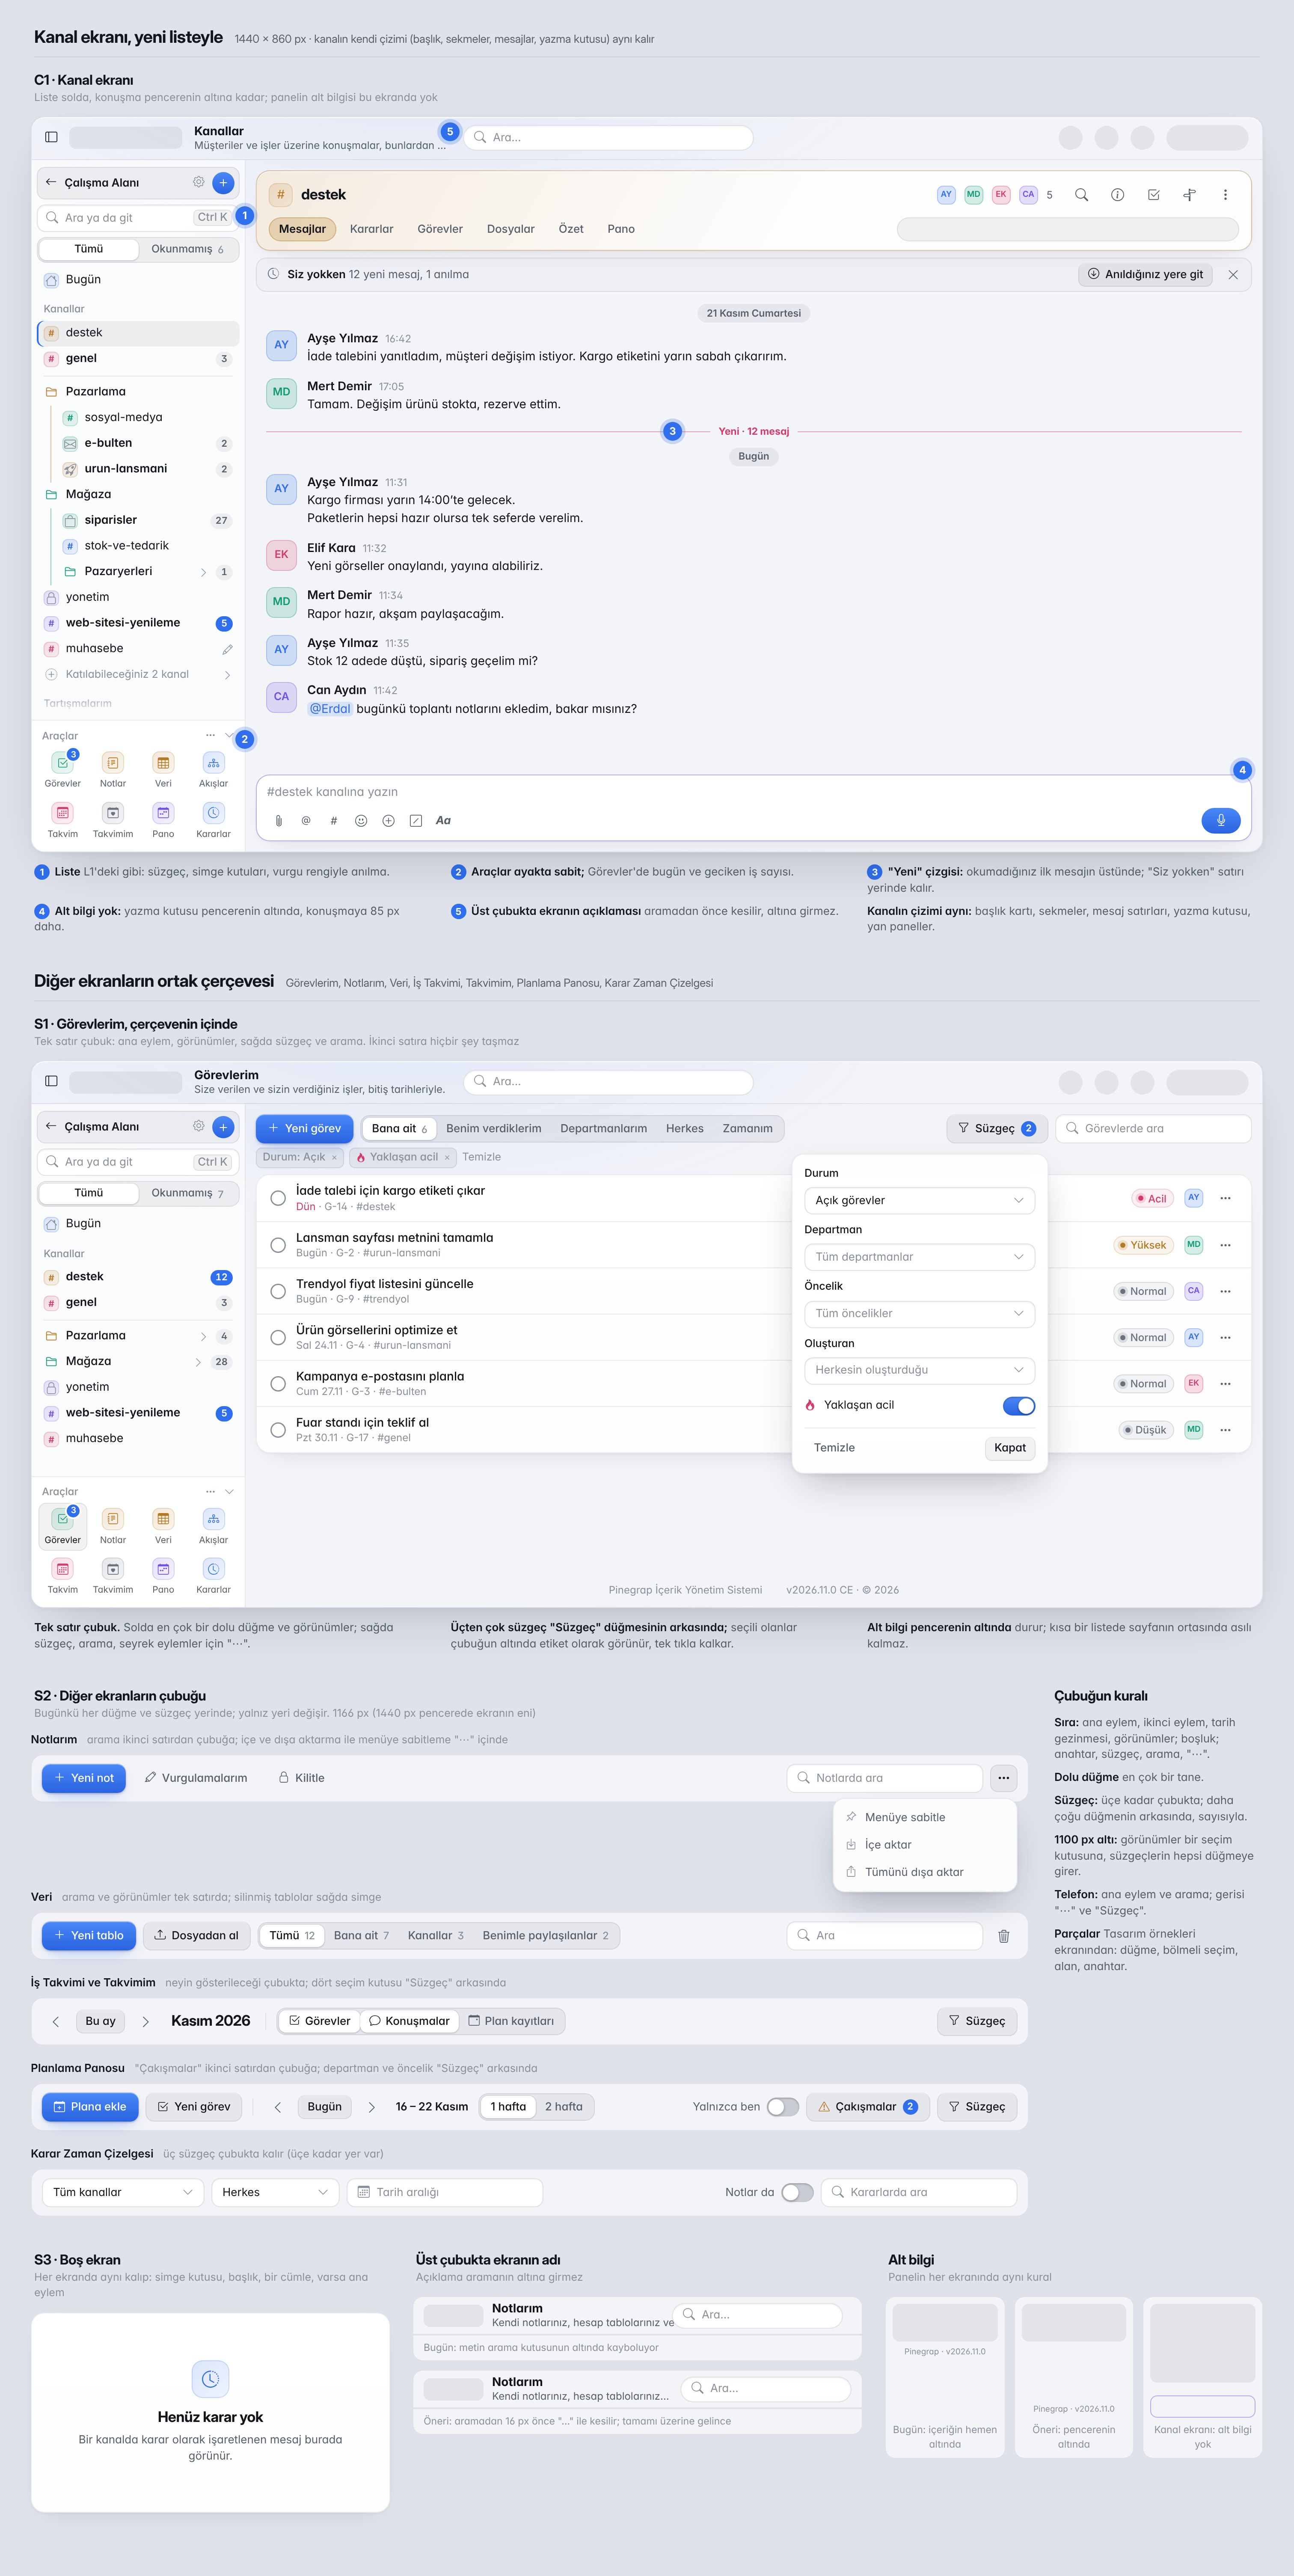 Kanal ekranı, yeni listeyle 1440 × 860 px · kanalın kendi çizimi (başlık, sekmeler, mesajlar, yazma kutusu) aynı kalır
C1 · Kanal ekranı
Liste solda, konuşma pencerenin altına kadar; panelin alt bilgisi bu ekranda yok
Kanallar
Müşteriler ve işler üzerine konuşmalar, bunlardan ...
5
Ara...
Çalışma Alanı
Ara ya da git Ctrl K
1
Tümü Okunmamış 6
Bugün
Kanallar
# destek
# genel 3
Pazarlama
# sosyal-medya
e-bulten 2
urun-lansmani 2
Mağaza
siparisler 27
# stok-ve-tedarik
Pazaryerleri 1
yonetim
# web-sitesi-yenileme 5
# muhasebe
Katılabileceğiniz 2 kanal
Tartışmalarım
Araçlar
2
3
Görevler Notlar Veri Akışlar
Takvim Takvimim Pano Kararlar
# destek
AY MD EK CA 5
Mesajlar Kararlar Görevler Dosyalar Özet Pano
Siz yokken 12 yeni mesaj, 1 anılma
Anıldığınız yere git
21 Kasım Cumartesi
AY Ayşe Yılmaz 16:42
İade talebini yanıtladım, müşteri değişim istiyor. Kargo etiketini yarın sabah çıkarırım.
MD Mert Demir 17:05
Tamam. Değişim ürünü stokta, rezerve ettim.
3 Yeni · 12 mesaj
Bugün
AY Ayşe Yılmaz 11:31
Kargo firması yarın 14:00'te gelecek.
Paketlerin hepsi hazır olursa tek seferde verelim.
EK Elif Kara 11:32
Yeni görseller onaylandı, yayına alabiliriz.
MD Mert Demir 11:34
Rapor hazır, akşam paylaşacağım.
AY Ayşe Yılmaz 11:35
Stok 12 adede düştü, sipariş geçelim mi?
CA Can Aydın 11:42
@Erdal bugünkü toplantı notlarını ekledim, bakar mısınız?
4
#destek kanalına yazın
@ # Aa
1 Liste L1'deki gibi: süzgeç, simge kutuları, vurgu rengiyle anılma.
2 Araçlar ayakta sabit; Görevler'de bugün ve geciken iş sayısı.
3 "Yeni" çizgisi: okumadığınız ilk mesajın üstünde; "Siz yokken" satırı
yerinde kalır.
4 Alt bilgi yok: yazma kutusu pencerenin altında, konuşmaya 85 px
daha.
5 Üst çubukta ekranın açıklaması aramadan önce kesilir, altına girmez.
Kanalın çizimi aynı: başlık kartı, sekmeler, mesaj satırları, yazma kutusu,
yan paneller.
Diğer ekranların ortak çerçevesi Görevlerim, Notlarım, Veri, İş Takvimi, Takvimim, Planlama Panosu, Karar Zaman Çizelgesi
S1 · Görevlerim, çerçevenin içinde
Tek satır çubuk: ana eylem, görünümler, sağda süzgeç ve arama. İkinci satıra hiçbir şey taşmaz
Görevlerim
Size verilen ve sizin verdiğiniz işler, bitiş tarihleriyle.
Ara...
Çalışma Alanı
Ara ya da git Ctrl K
Tümü Okunmamış 7
Bugün
Kanallar
# destek 12
# genel 3
Pazarlama 4
Mağaza 28
yonetim
# web-sitesi-yenileme 5
# muhasebe
Araçlar
3
Görevler Notlar Veri Akışlar
Takvim Takvimim Pano Kararlar
+ Yeni görev
Bana ait 6 Benim verdiklerim Departmanlarım Herkes Zamanım
Süzgeç 2
Görevlerde ara
Durum: Açık × Yaklaşan acil × Temizle
İade talebi için kargo etiketi çıkar
Dün · G-14 · #destek
Acil AY
Lansman sayfası metnini tamamla
Bugün · G-2 · #urun-lansmani
Yüksek MD
Trendyol fiyat listesini güncelle
Bugün · G-9 · #trendyol
Normal CA
Ürün görsellerini optimize et
Sal 24.11 · G-4 · #urun-lansmani
Normal AY
Kampanya e-postasını planla
Cum 27.11 · G-3 · #e-bulten
Normal EK
Fuar standı için teklif al
Pzt 30.11 · G-17 · #genel
Düşük MD
Durum
Açık görevler
Departman
Tüm departmanlar
Öncelik
Tüm öncelikler
Oluşturan
Herkesin oluşturduğu
Yaklaşan acil
Temizle Kapat
Pinegrap İçerik Yönetim Sistemi v2026.11.0 CE · © 2026
Tek satır çubuk. Solda en çok bir dolu düğme ve görünümler; sağda
süzgeç, arama, seyrek eylemler için "···".
Üçten çok süzgeç "Süzgeç" düğmesinin arkasında; seçili olanlar
çubuğun altında etiket olarak görünür, tek tıkla kalkar.
Alt bilgi pencerenin altında durur; kısa bir listede sayfanın ortasında asılı
kalmaz.
S2 · Diğer ekranların çubuğu
Bugünkü her düğme ve süzgeç yerinde; yalnız yeri değişir. 1166 px (1440 px pencerede ekranın eni)
Notlarım arama ikinci satırdan çubuğa; içe ve dışa aktarma ile menüye sabitleme "···" içinde
+ Yeni not Vurgulamalarım Kilitle
Notlarda ara
Menüye sabitle
İçe aktar
Tümünü dışa aktar
Veri arama ve görünümler tek satırda; silinmiş tablolar sağda simge
+ Yeni tablo Dosyadan al Tümü 12 Bana ait 7 Kanallar 3 Benimle paylaşılanlar 2
Ara
İş Takvimi ve Takvimim neyin gösterileceği çubukta; dört seçim kutusu "Süzgeç" arkasında
Bu ay Kasım 2026 Görevler Konuşmalar Plan kayıtları
Süzgeç
Planlama Panosu "Çakışmalar" ikinci satırdan çubuğa; departman ve öncelik "Süzgeç" arkasında
Plana ekle Yeni görev Bugün 16 – 22 Kasım 1 hafta 2 hafta
Yalnızca ben Çakışmalar 2 Süzgeç
Karar Zaman Çizelgesi üç süzgeç çubukta kalır (üçe kadar yer var)
Tüm kanallar Herkes Tarih aralığı
Notlar da Kararlarda ara
Çubuğun kuralı
Sıra: ana eylem, ikinci eylem, tarih
gezinmesi, görünümler; boşluk;
anahtar, süzgeç, arama, "···".
Dolu düğme en çok bir tane.
Süzgeç: üçe kadar çubukta; daha
çoğu düğmenin arkasında, sayısıyla.
1100 px altı: görünümler bir seçim
kutusuna, süzgeçlerin hepsi düğmeye
girer.
Telefon: ana eylem ve arama; gerisi
"···" ve "Süzgeç".
Parçalar Tasarım örnekleri
ekranından: düğme, bölmeli seçim,
alan, anahtar.
S3 · Boş ekran
Her ekranda aynı kalıp: simge kutusu, başlık, bir cümle, varsa ana
eylem
Henüz karar yok
Bir kanalda karar olarak işaretlenen mesaj burada
görünür.
Üst çubukta ekranın adı
Açıklama aramanın altına girmez
Notlarım
Kendi notlarınız, hesap tablolarınız ve
Ara...
Bugün: metin arama kutusunun altında kayboluyor
Notlarım
Kendi notlarınız, hesap tablolarınız...
Ara...
Öneri: aramadan 16 px önce "..." ile kesilir; tamamı üzerine gelince
Alt bilgi
Panelin her ekranında aynı kural
Pinegrap · v2026.11.0
Bugün: içeriğin hemen
altında
Pinegrap · v2026.11.0
Öneri: pencerenin
altında
Kanal ekranı: alt bilgi
yok